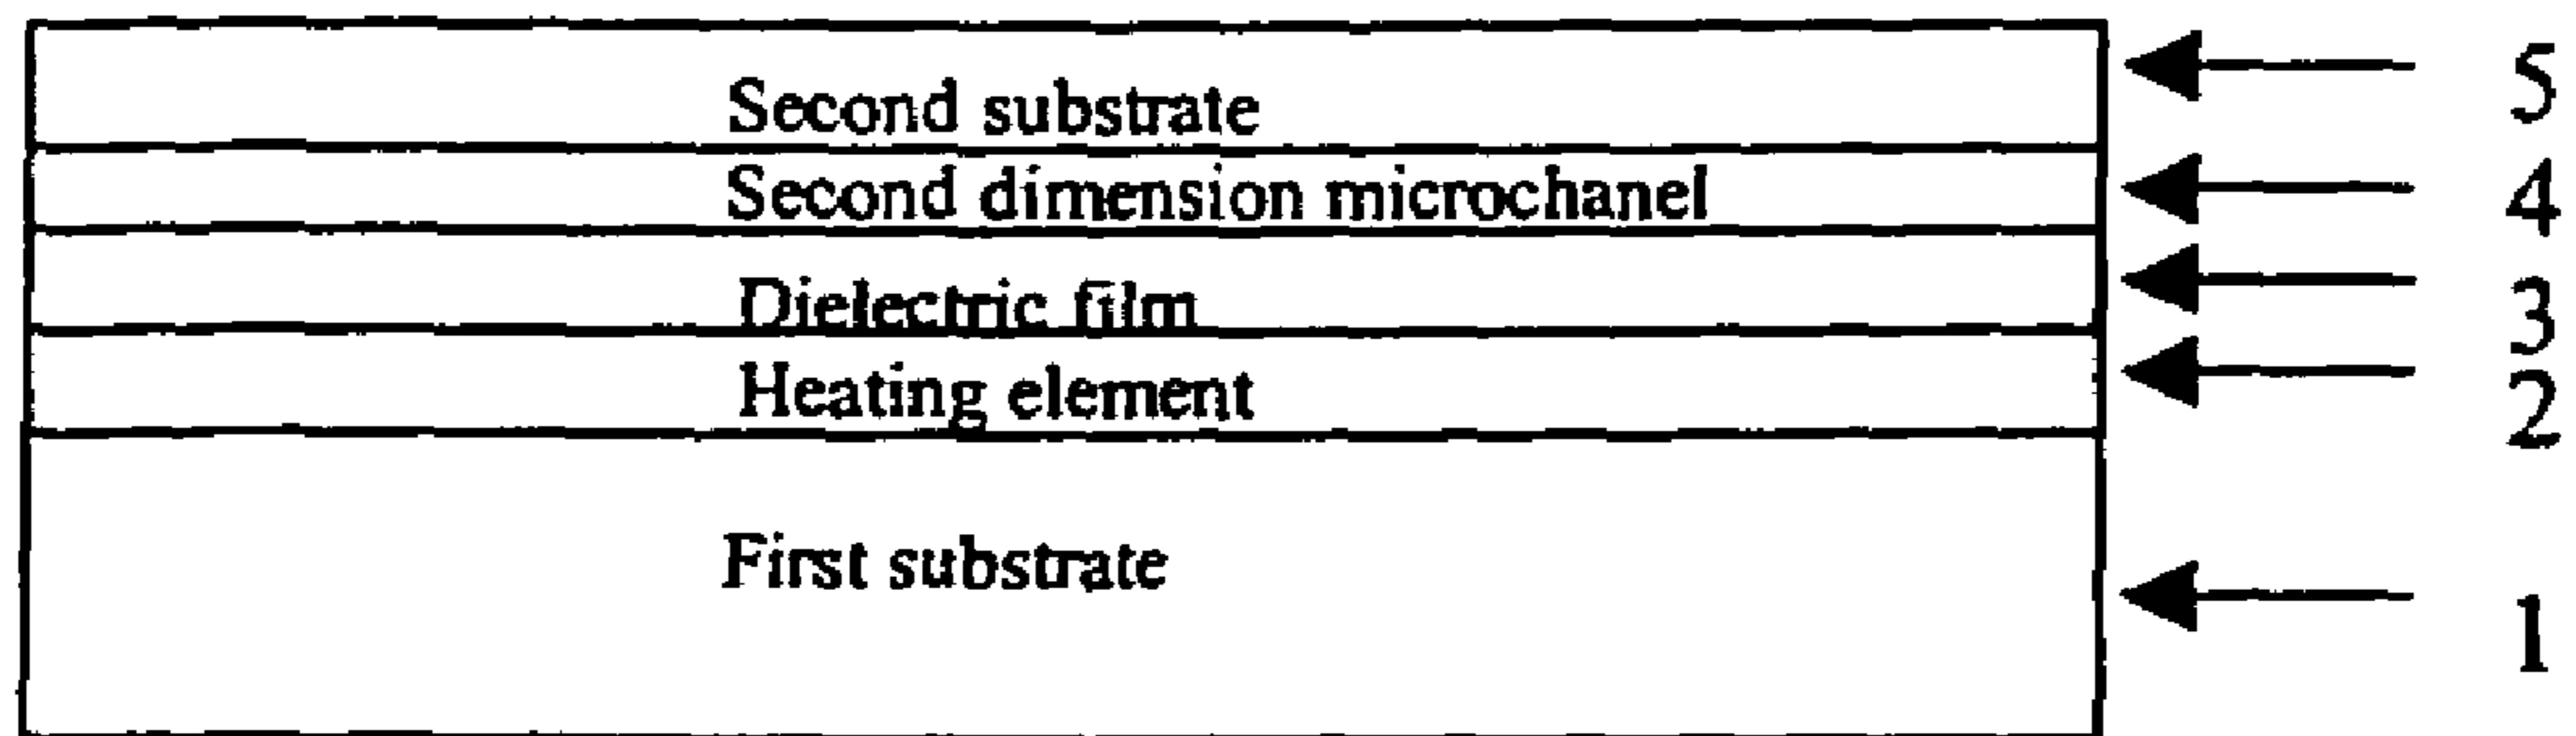 Second substrate
5
Second dimension microchanel
4
Dielectric film
3
Heating element
2
First substrate
1